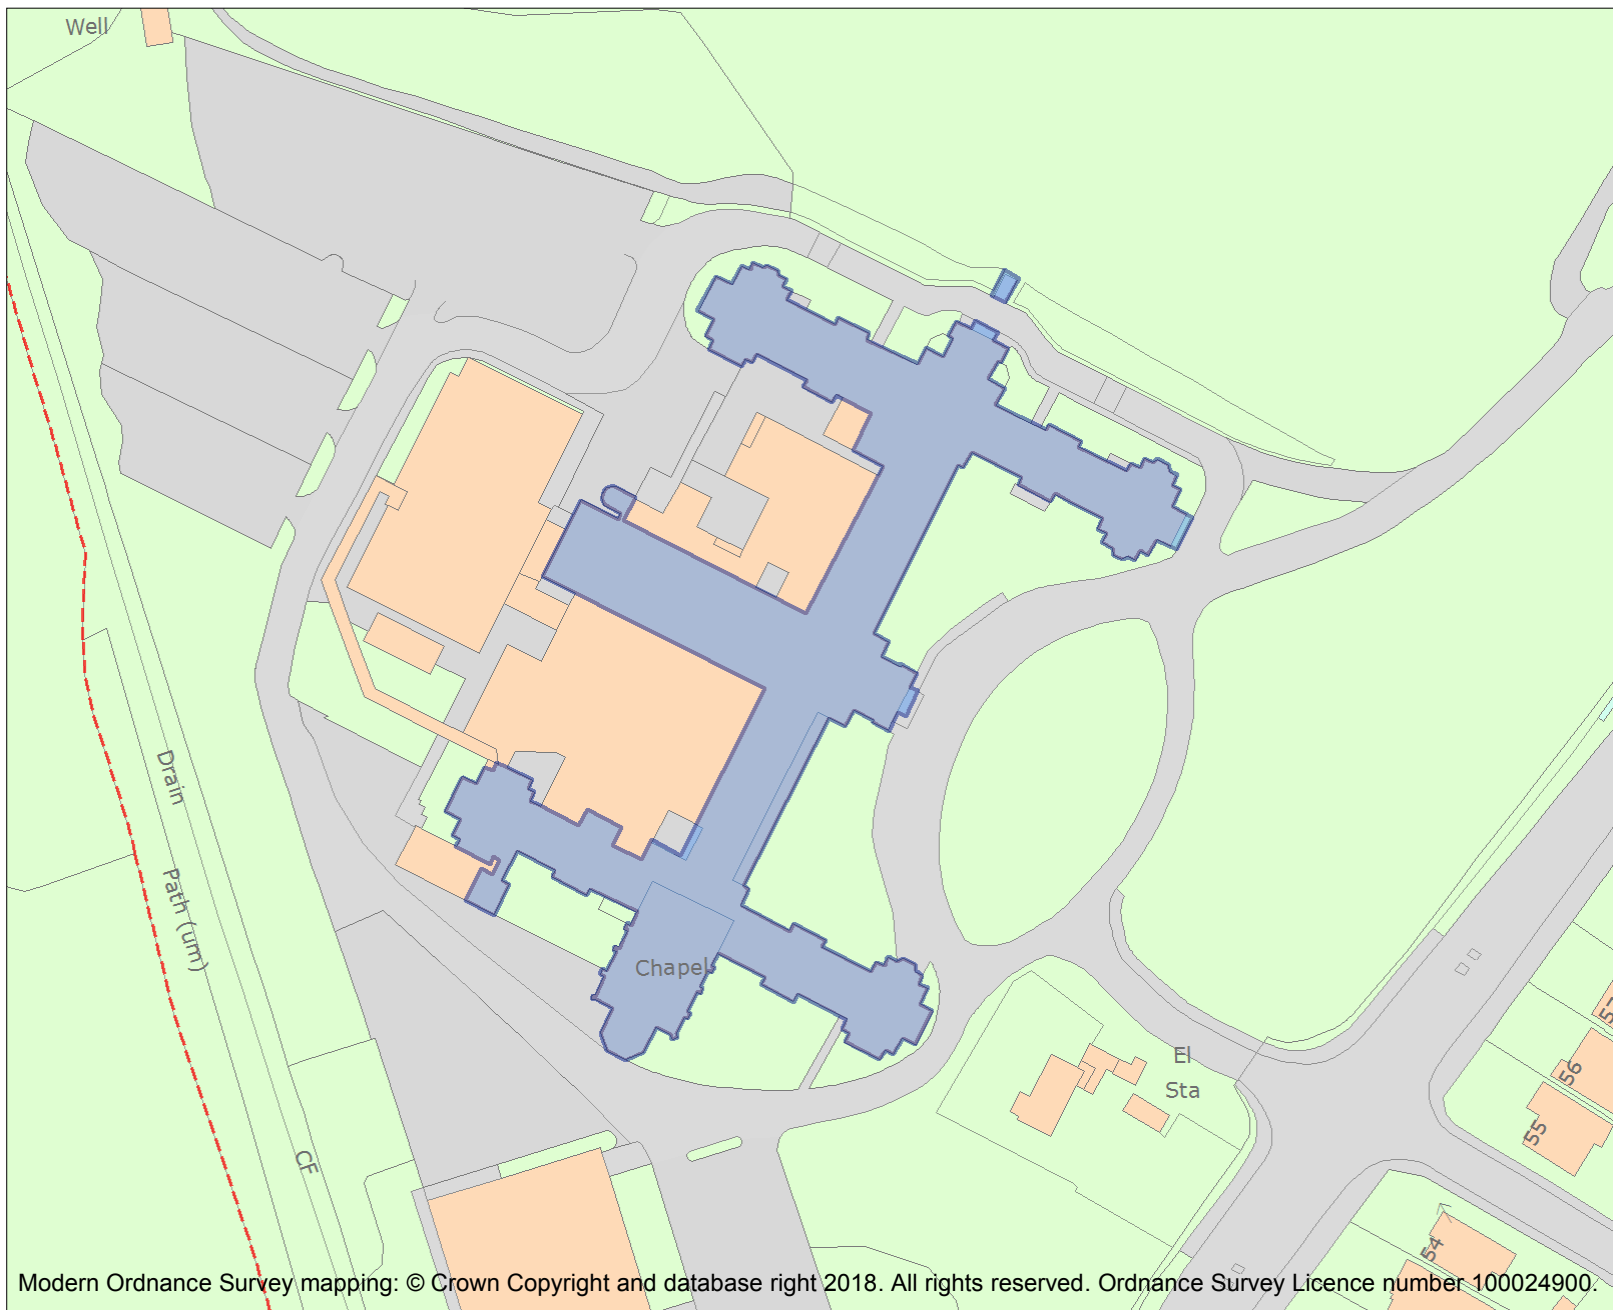 Well
Drain
Path (um)
Chapel
El
Sta
CF
57
56
55
54
Modern Ordnance Survey mapping: © Crown Copyright and database right 2018. All rights reserved. Ordnance Survey Licence number 100024900.